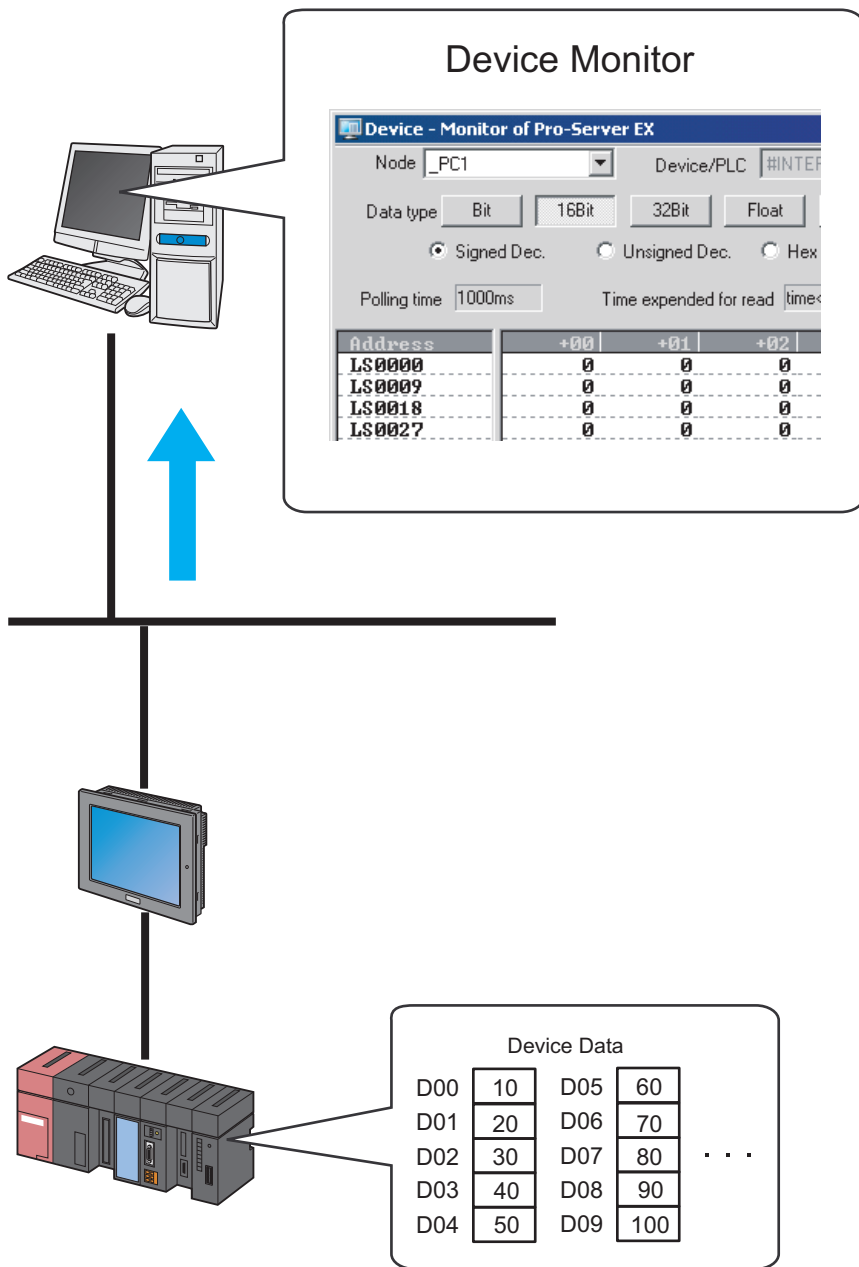 Device Monitor
Device - Monitor of Pro-Server EX
Node _PC1 Device/PLC #INTER
Data type Bit 16Bit 32Bit Float
Signed Dec. Unsigned Dec. Hex
Polling time 1000ms Time expended for read time<
Address +00 +01 +02
LS0000 0 0 0
LS0009 0 0 0
LS0018 0 0 0
LS0027 0 0 0
Device Data
D00 10 D05 60
D01 20 D06 70
D02 30 D07 80 . . .
D03 40 D08 90
D04 50 D09 100